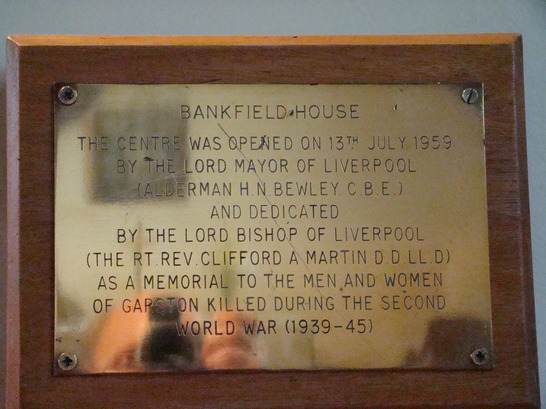 BANKFIELD HOUSE
THE CENTRE WAS OPENED ON 13TH JULY 1959
BY THE LORD MAYOR OF LIVERPOOL
(ALDERMAN H.N BEWLEY. C.B.E.)
AND DEDICATED
BY THE LORD BISHOP OF LIVERPOOL
(THE RT.REV.CLIFFORD A MARTIN D.D LL.D)
AS A MEMORIAL TO THE MEN AND WOMEN
OF GARSTON KILLED DURING THE SECOND
WORLD WAR (1939-45)